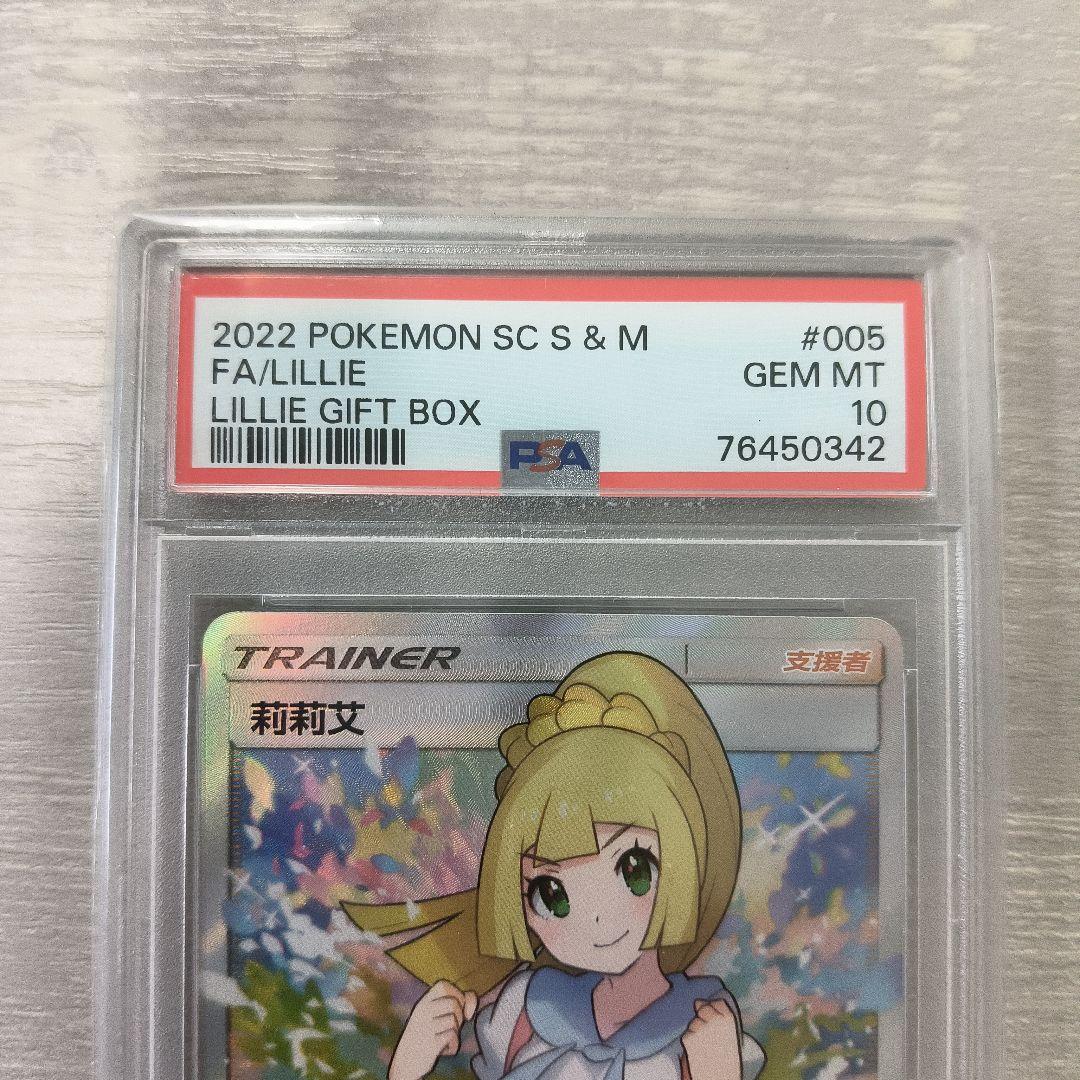 2022 POKEMON SC S & M #005
FA/LILLIE GEM MT
LILLIE GIFT BOX 10
PSA 76450342
TRAINER 支援者
莉莉艾